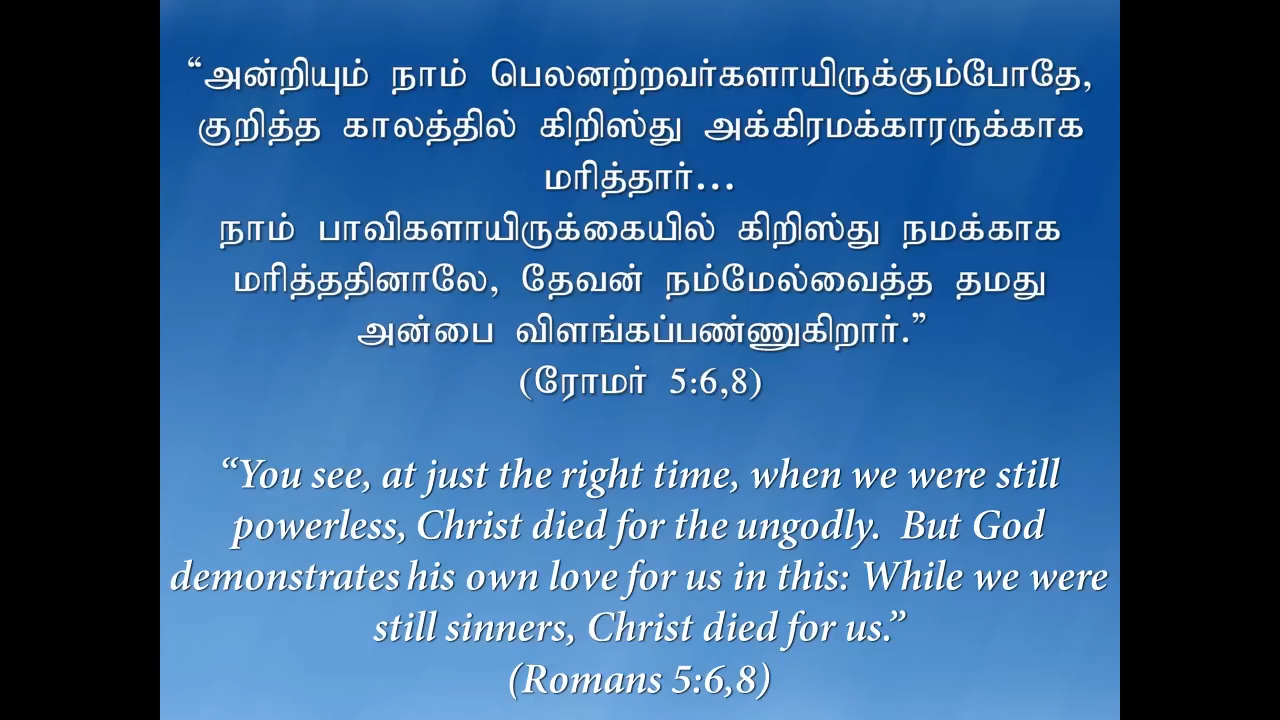 “அன்றியும் நாம் பெலனற்றவர்களாயிருக்கும்போதே,
குறித்த காலத்தில் கிறிஸ்து அக்கிரமக்காரருக்காக
மரித்தார்...
நாம் பாவிகளாயிருக்கையில் கிறிஸ்து நமக்காக
மரித்ததினாலே, தேவன் நம்மேல்வைத்த தமது
அன்பை விளங்கப்பண்ணுகிறார்.”
(ரோமர் 5:6,8)
“You see, at just the right time, when we were still
powerless, Christ died for the ungodly. But God
demonstrates his own love for us in this: While we were
still sinners, Christ died for us.”
(Romans 5:6,8)